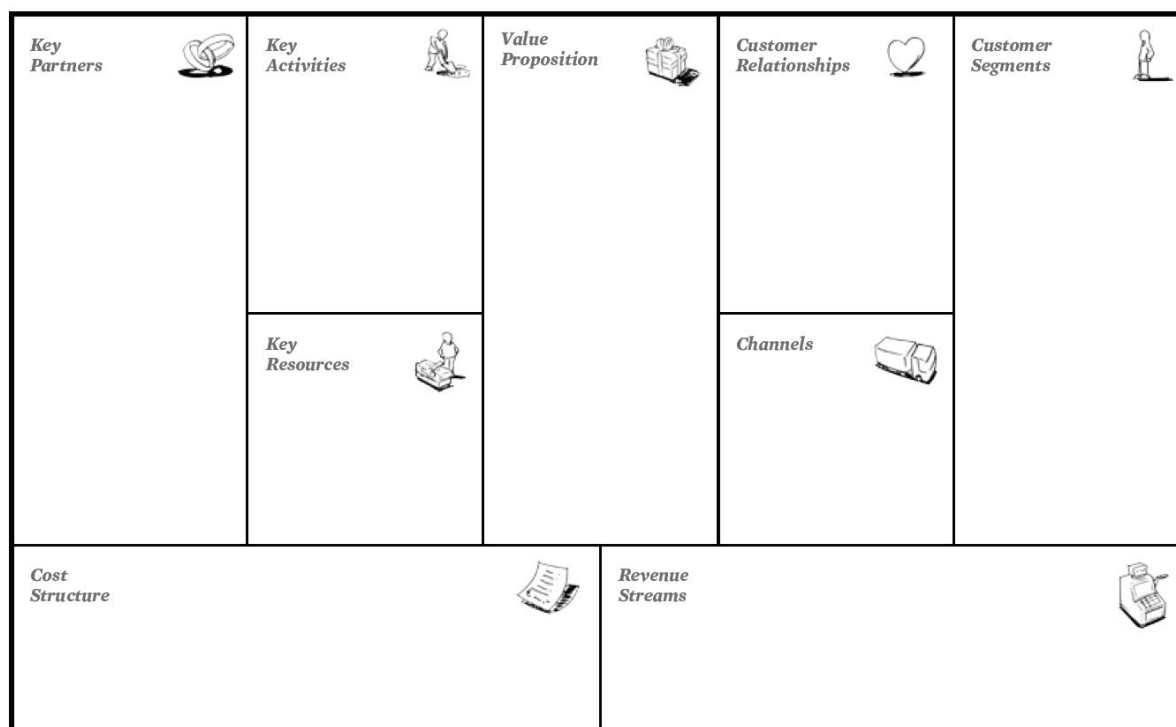 Key
Partners
Key
Activities
Value
Proposition
Customer
Relationships
Customer
Segments
Key
Resources
Channels
Cost
Structure
Revenue
Streams